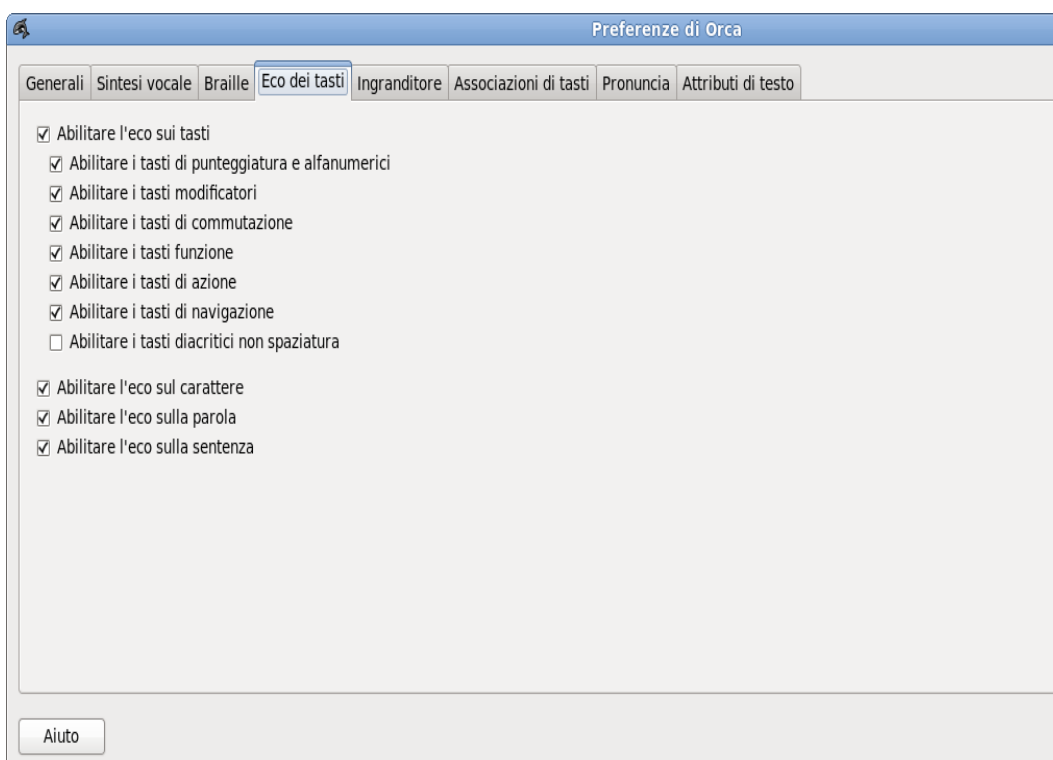 Preferenze di Orca
Generali Sintesi vocale Braille Eco dei tasti Ingranditore Associazioni di tasti Pronuncia Attributi di testo
Abilitare l'eco sui tasti
Abilitare i tasti di punteggiatura e alfanumerici
Abilitare i tasti modificatori
Abilitare i tasti di commutazione
Abilitare i tasti funzione
Abilitare i tasti di azione
Abilitare i tasti di navigazione
Abilitare i tasti diacritici non spaziatura
Abilitare l'eco sul carattere
Abilitare l'eco sulla parola
Abilitare l'eco sulla sentenza
Aiuto